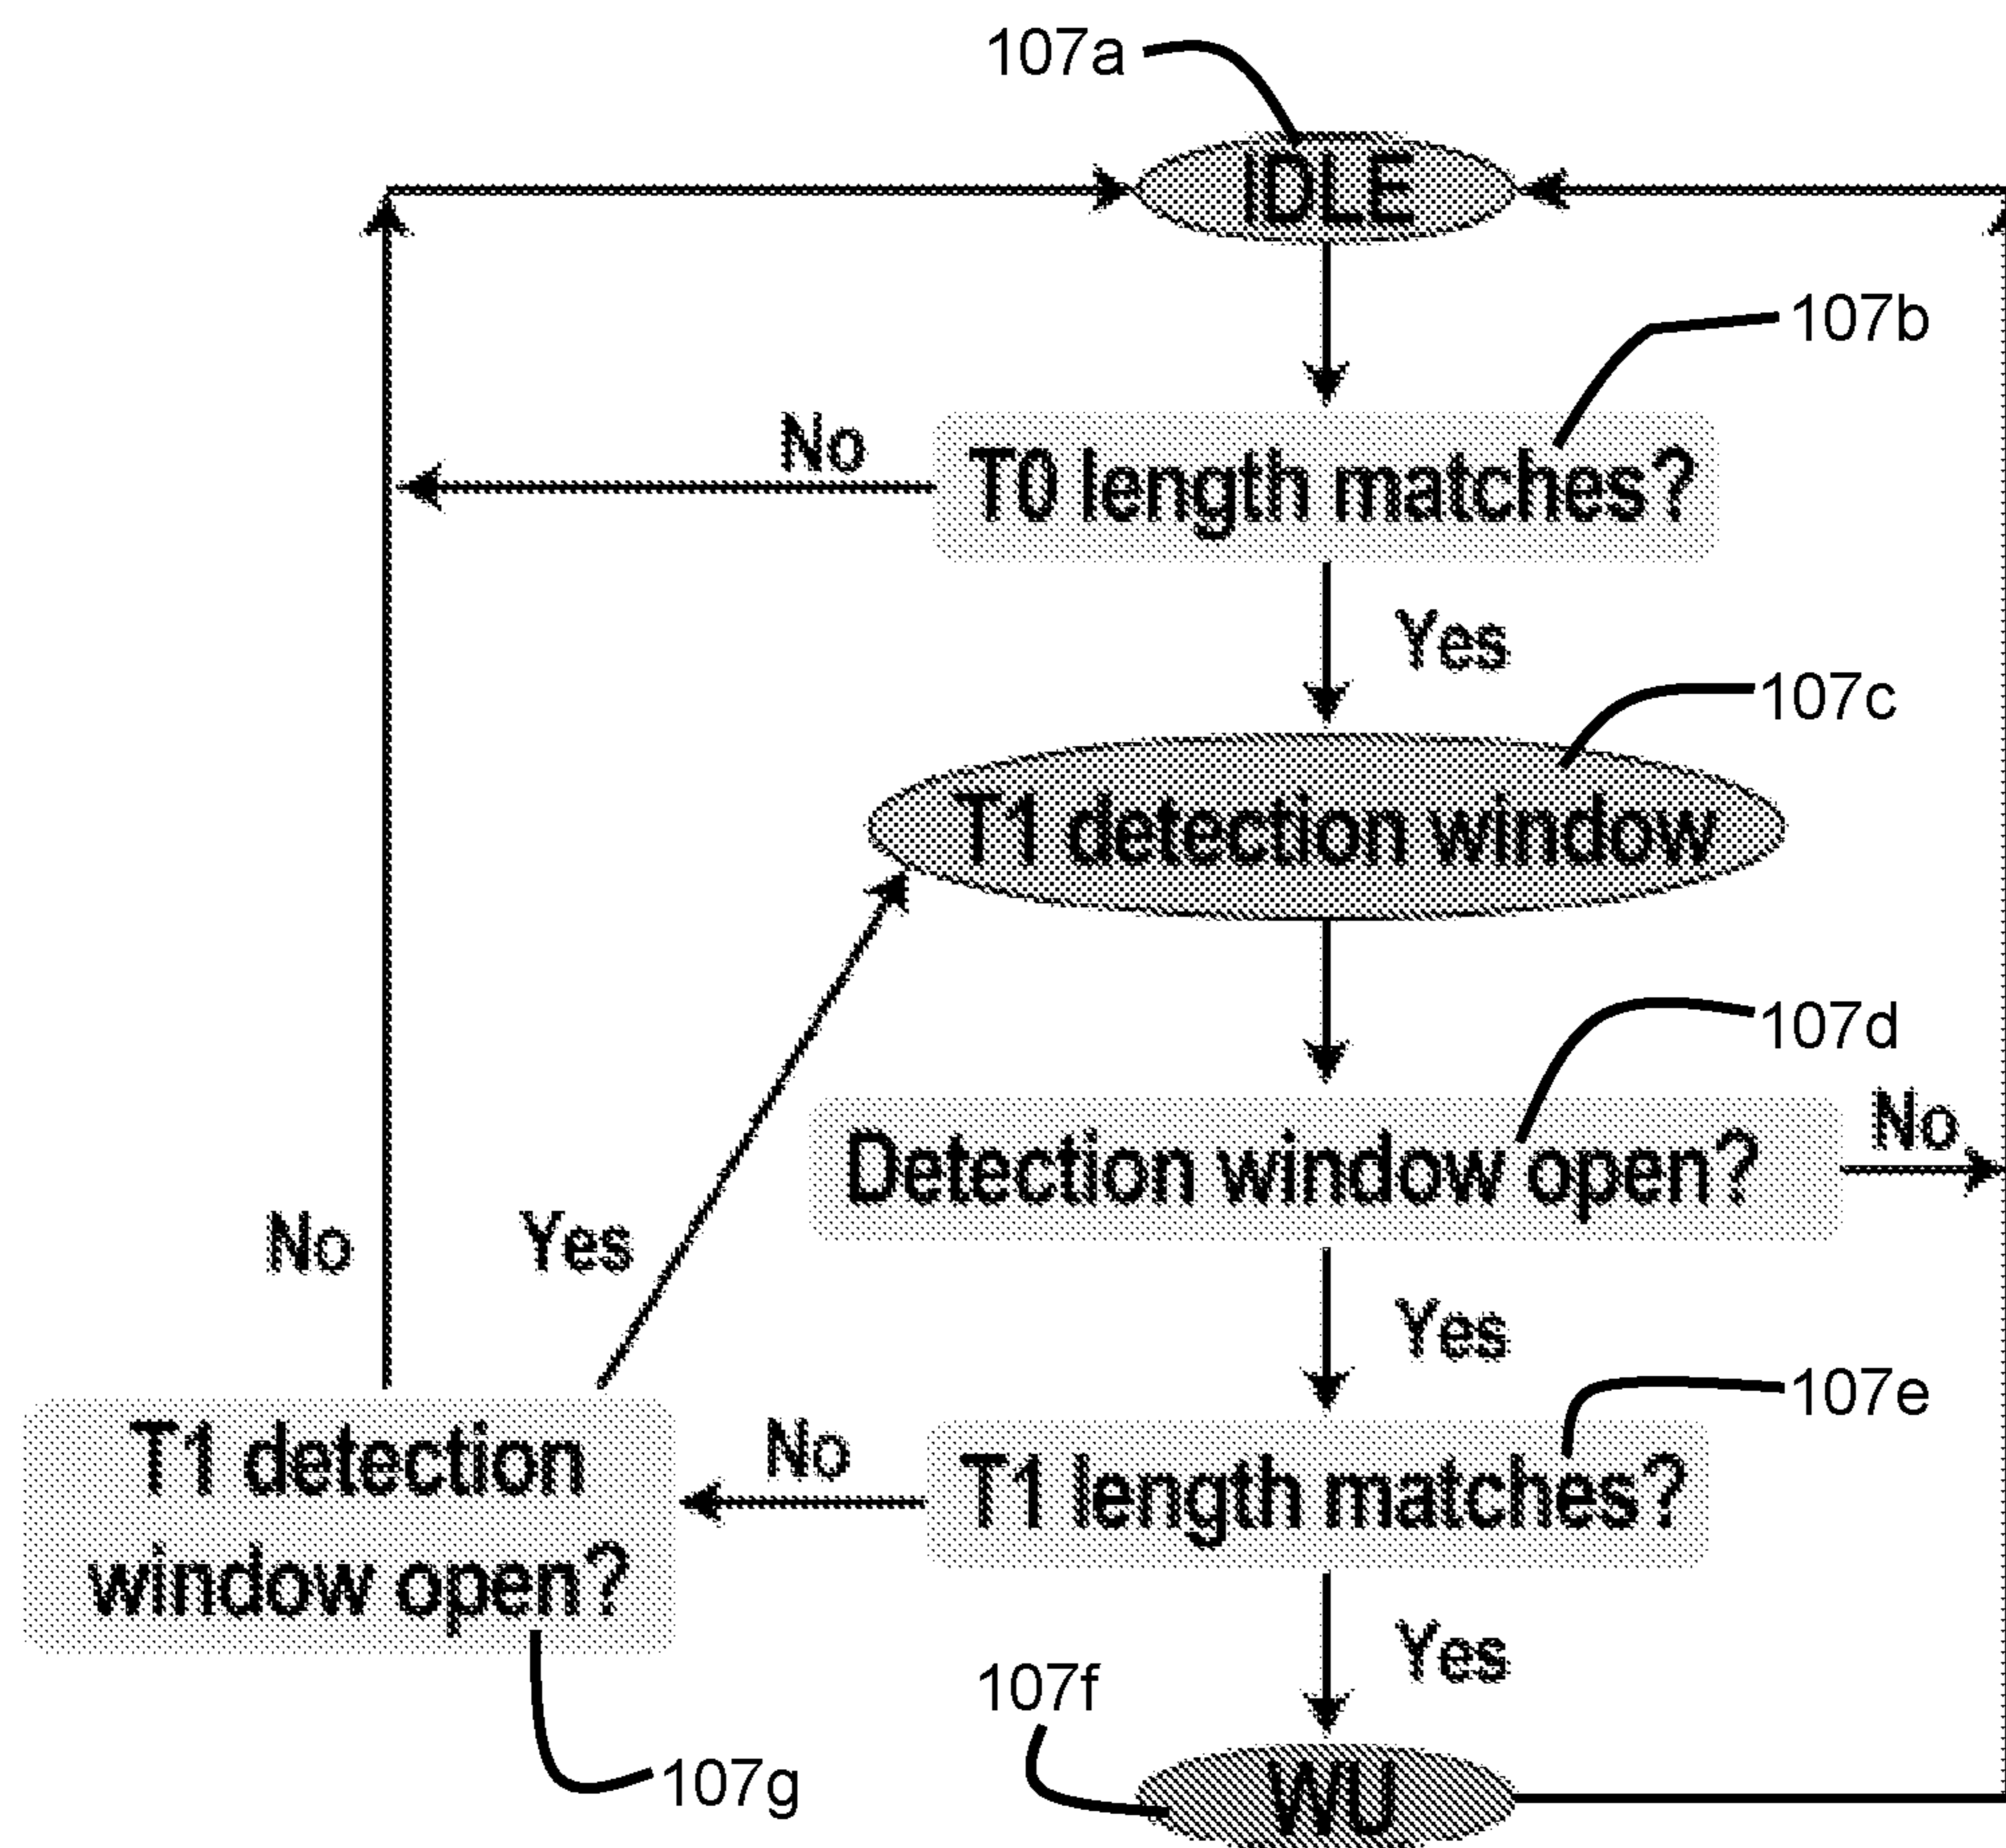 107a
IDLE
107b
No
T0 length matches?
Yes
107c
T1 detection window
107d
Detection window open?
No
No
Yes
Yes
107e
T1 detection
window open?
No
T1 length matches?
Yes
107f
107g
WU